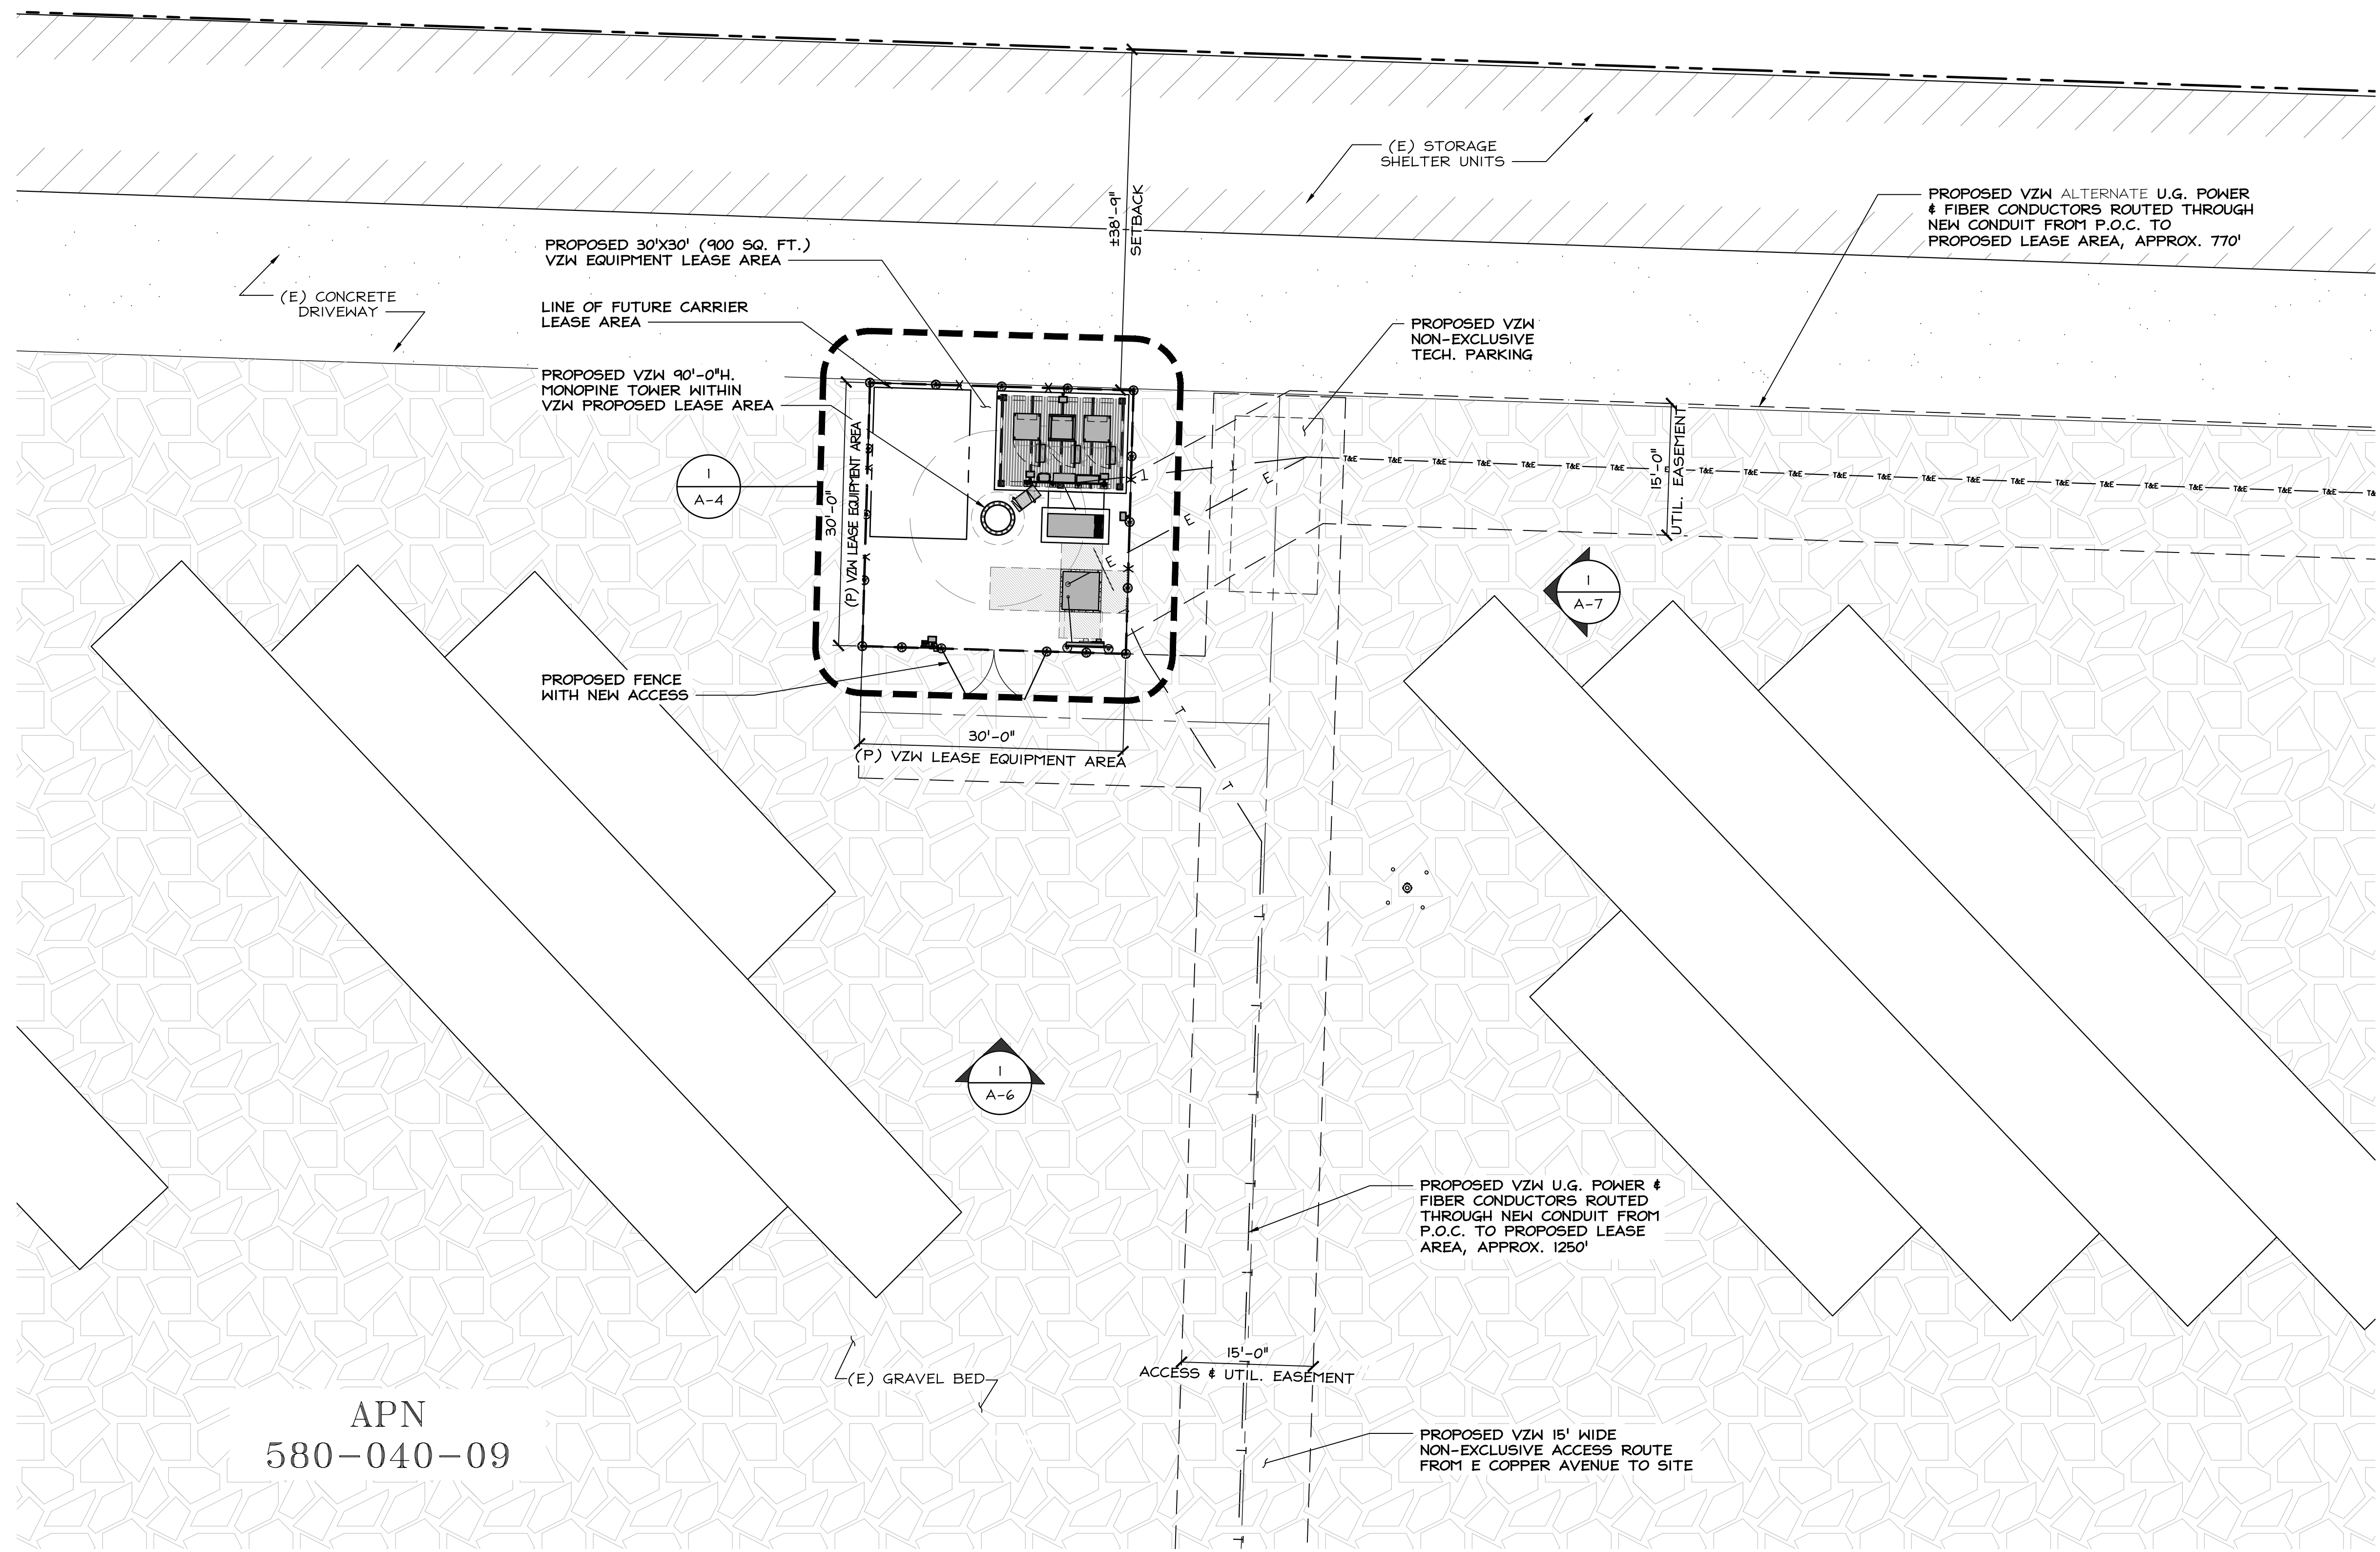 (E) STORAGE
SHELTER UNITS
PROPOSED VZW ALTERNATE U.G. POWER
& FIBER CONDUCTORS ROUTED THROUGH
NEW CONDUIT FROM P.O.C. TO
PROPOSED LEASE AREA, APPROX. 770'
±38'-9"
SETBACK
PROPOSED 30'X30' (900 SQ. FT.)
VZW EQUIPMENT LEASE AREA
(E) CONCRETE
DRIVEWAY
LINE OF FUTURE CARRIER
LEASE AREA
PROPOSED VZW
NON-EXCLUSIVE
TECH. PARKING
PROPOSED VZW 90'-0"H.
MONOPINE TOWER WITHIN
VZW PROPOSED LEASE AREA
1
A-4
30'-0"
(P) VZW LEASE EQUIPMENT AREA
E
E
E
T&E T&E T&E T&E T&E T&E T&E T&E T&E T&E T&E T&E T&E T&E T&E T&E T&E T&E T&E T&E T&E T&E
15'-0"
UTIL. EASEMENT
1
A-7
PROPOSED FENCE
WITH NEW ACCESS
30'-0"
(P) VZW LEASE EQUIPMENT AREA
T
T
1
A-6
PROPOSED VZW U.G. POWER &
FIBER CONDUCTORS ROUTED
THROUGH NEW CONDUIT FROM
P.O.C. TO PROPOSED LEASE
AREA, APPROX. 1250'
15'-0"
ACCESS & UTIL. EASEMENT
(E) GRAVEL BED
APN
580-040-09
PROPOSED VZW 15' WIDE
NON-EXCLUSIVE ACCESS ROUTE
FROM E COPPER AVENUE TO SITE